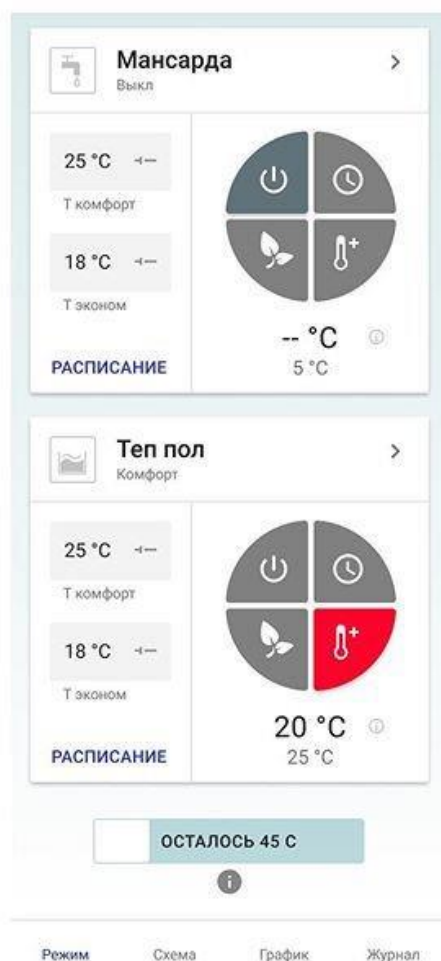 Мансарда
Выкл
25 °C
Т комфорт
18 °C
Т эконом
РАСПИСАНИЕ
-- °C
5 °C
Теп пол
Комфорт
25 °C
Т комфорт
18 °C
Т эконом
РАСПИСАНИЕ
20 °C
25 °C
ОСТАЛОСЬ 45 С
Режим Схема График Журнал